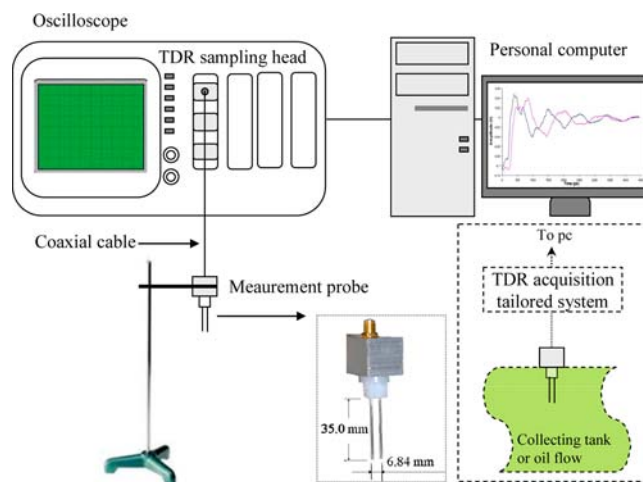 Oscilloscope
TDR sampling head
Personal computer
Coaxial cable
Meaurement probe
To pc
TDR acquisition
tailored system
35.0 mm
6.84 mm
Collecting tank
or oil flow